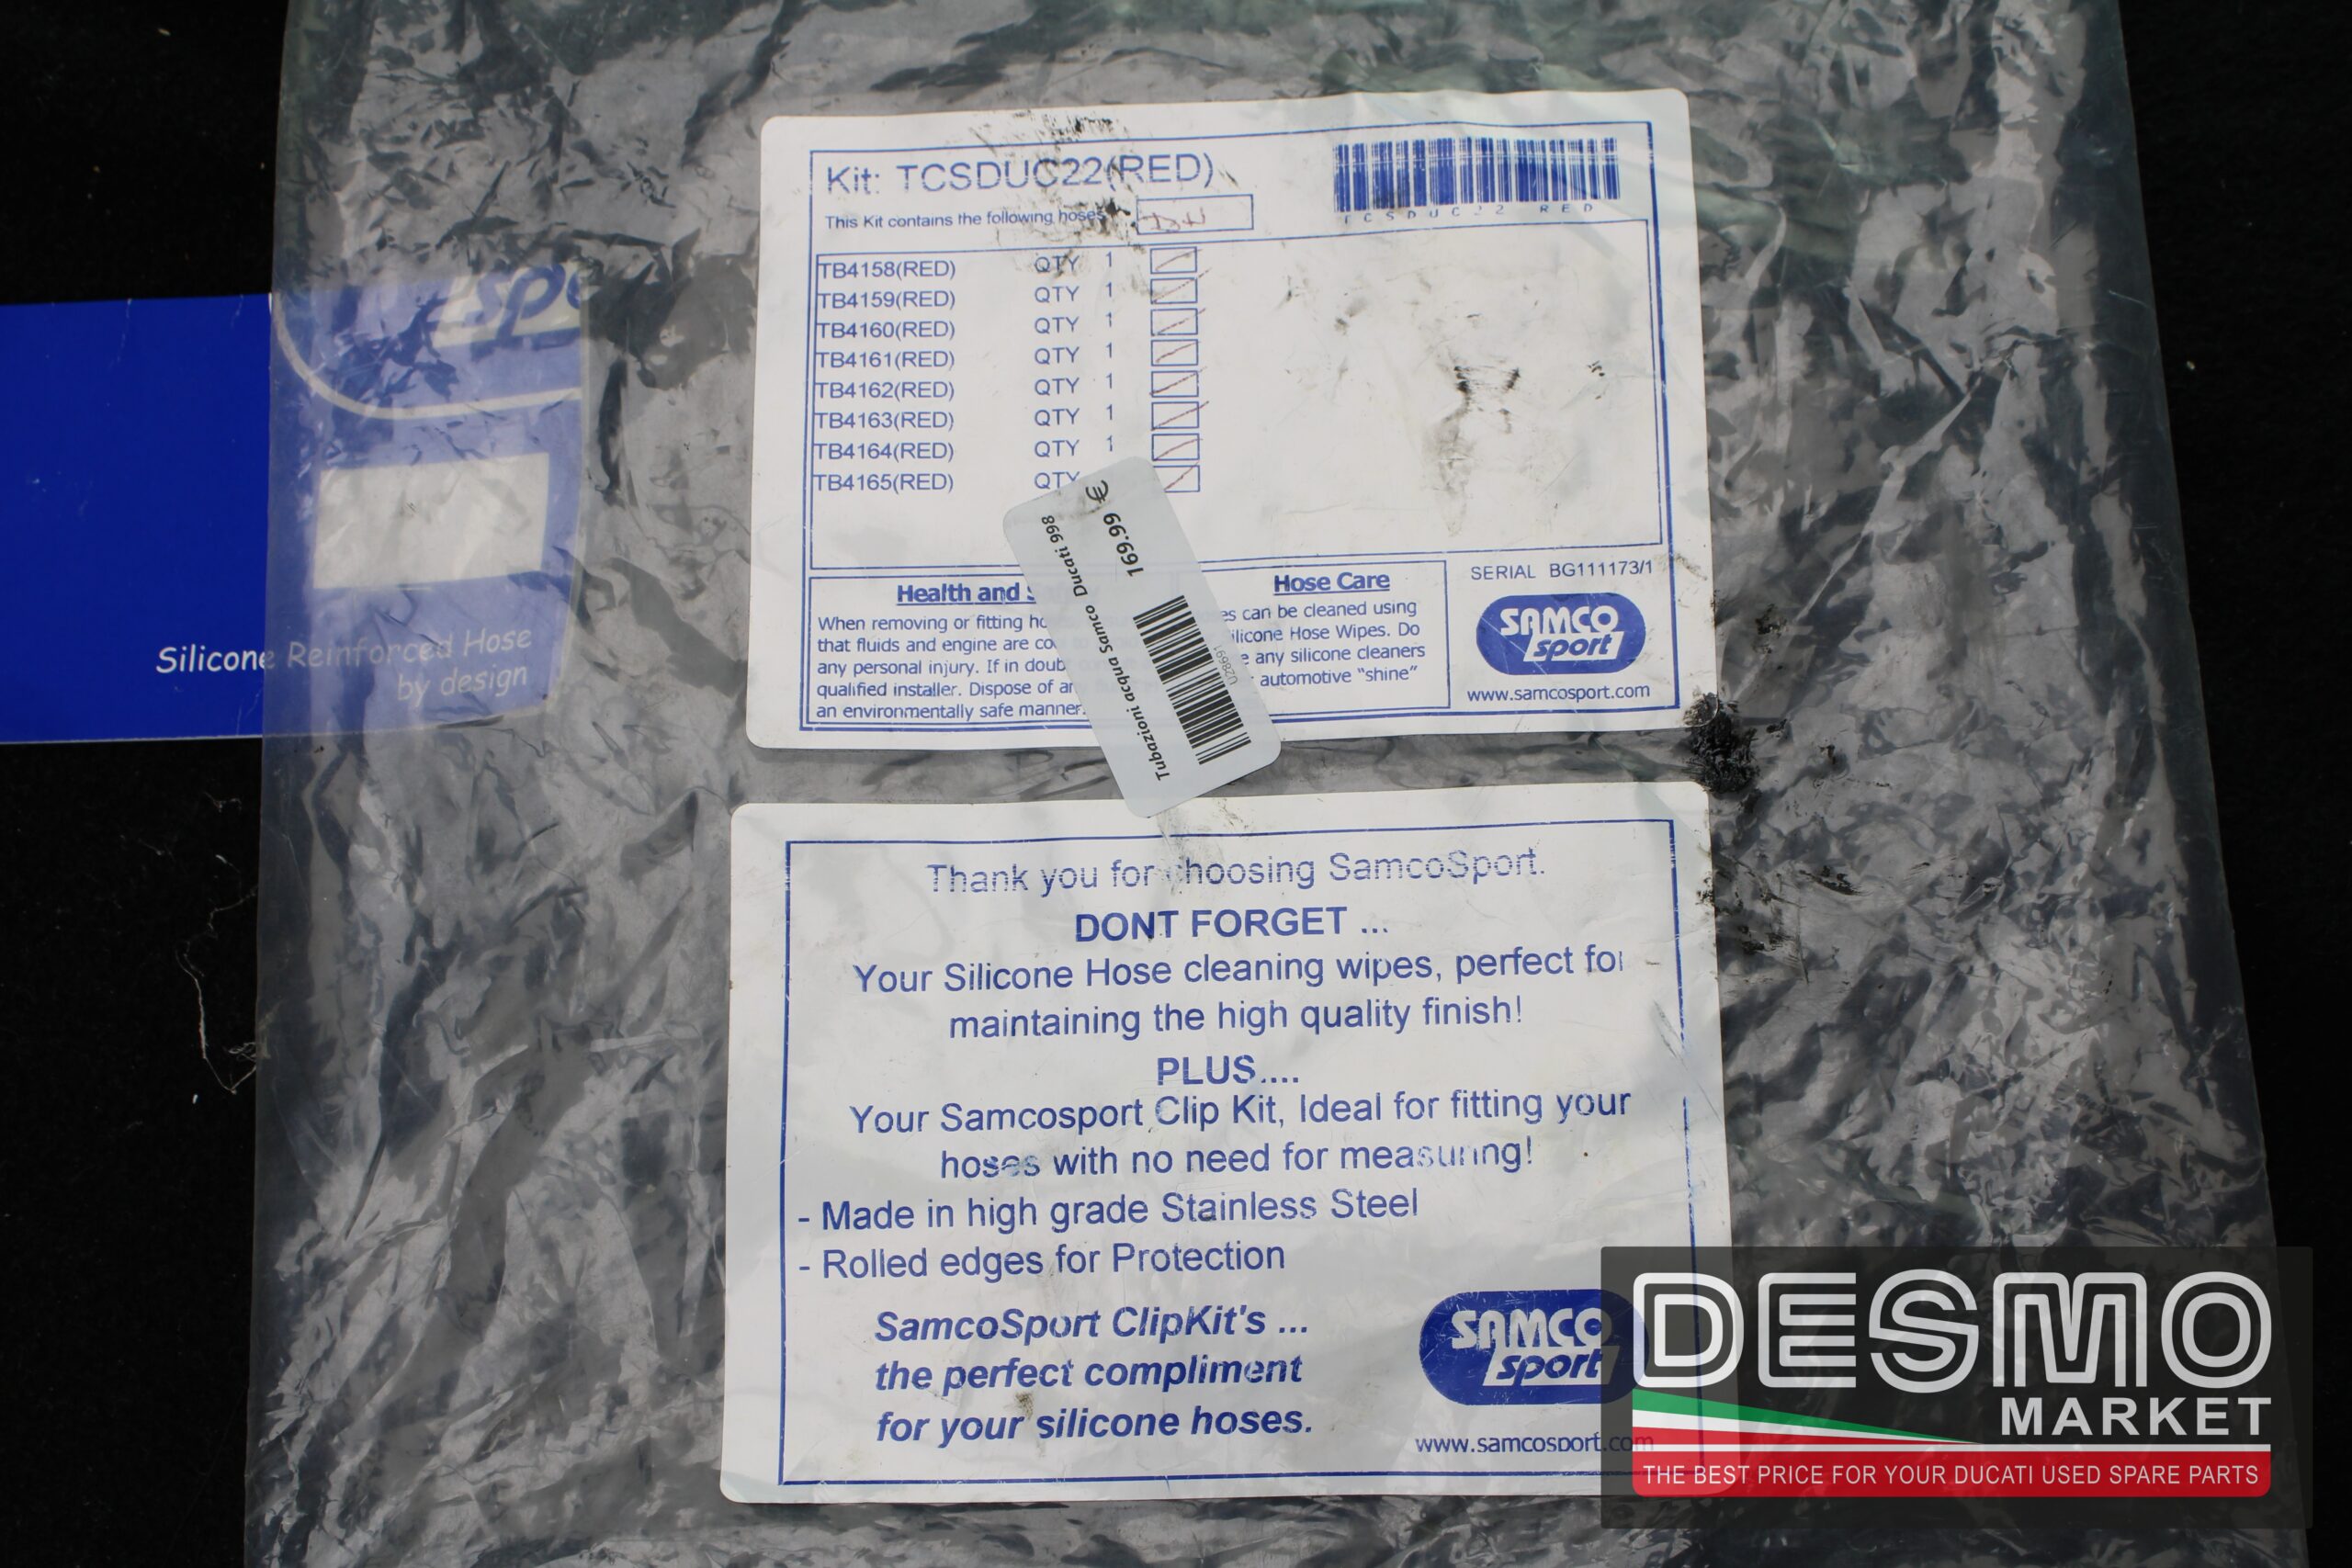 Kit: TCSDUC22(RED)
This Kit contains the following hoses
TCSDUC22 RED
TB4158(RED) QTY 1
TB4159(RED) QTY 1
TB4160(RED) QTY 1
TB4161(RED) QTY 1
TB4162(RED) QTY 1
TB4163(RED) QTY 1
TB4164(RED) QTY 1
TB4165(RED) QTY
Health and
When removing or fitting
that fluids and engine are
any personal injury. If in doubt
qualified installer. Dispose of
an environmentally safe manner.
Hose Care
can be cleaned using
Silicone Hose Wipes. Do
any silicone cleaners
automotive “shine”
SERIAL BG111173/1
SAMCO
sport
www.samcosport.com
Tubazioni acqua Samco Ducati 998
169.99 €
Silicone Reinforced Hose
by design
Thank you for choosing SamcoSport.
DONT FORGET ...
Your Silicone Hose cleaning wipes, perfect for
maintaining the high quality finish!
PLUS....
Your Samcosport Clip Kit, Ideal for fitting your
hoses with no need for measuring!
- Made in high grade Stainless Steel
- Rolled edges for Protection
SamcoSport ClipKit's ...
the perfect compliment
for your silicone hoses.
SAMCO
sport
www.samcosport.com
DESMO
MARKET
THE BEST PRICE FOR YOUR DUCATI USED SPARE PARTS